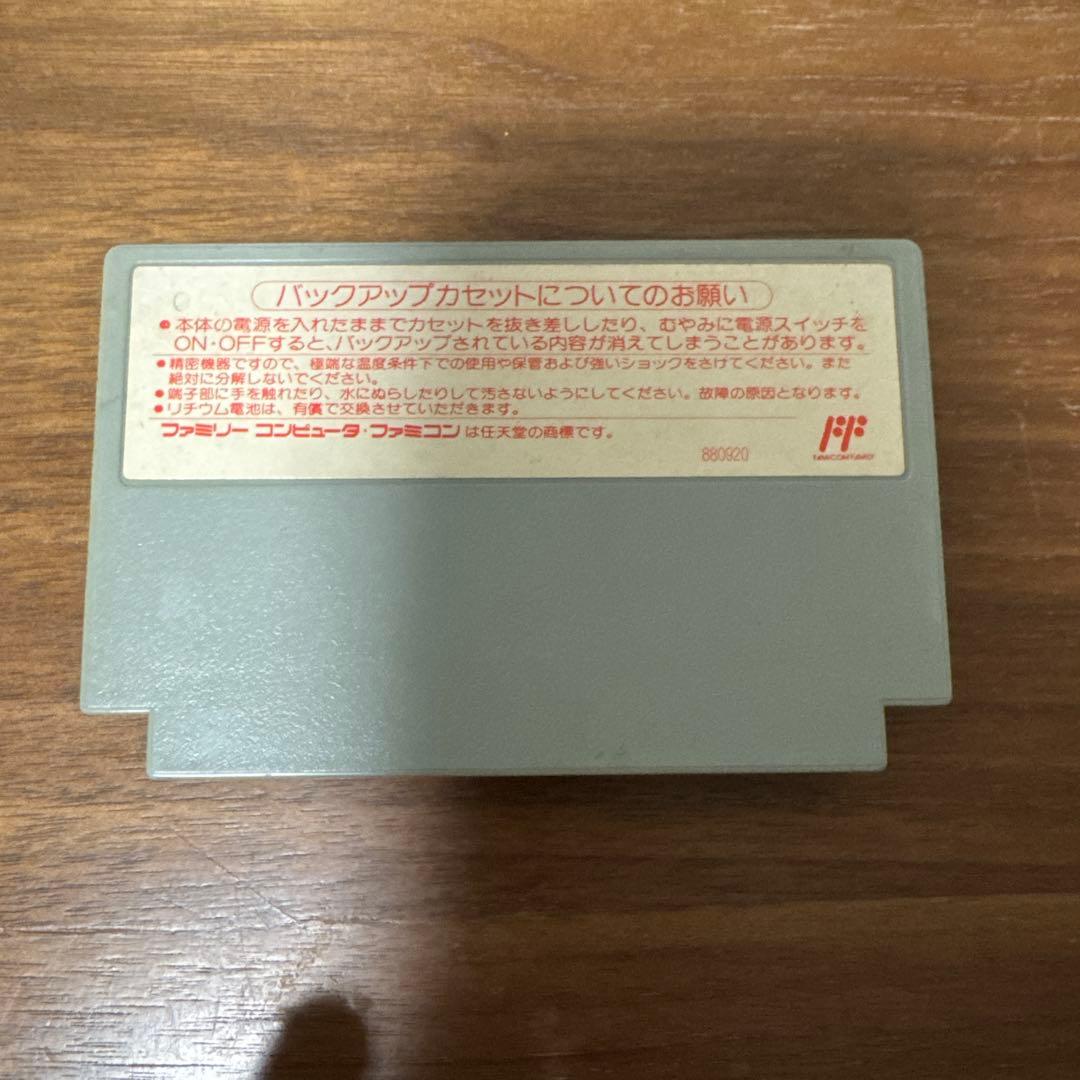 バックアップカセットについてのお願い
●本体の電源を入れたままでカセットを抜き差ししたり、むやみに電源スイッチを
ON・OFFすると、バックアップされている内容が消えてしまうことがあります。
●精密機器ですので、極端な温度条件下での使用や保管および強いショックをさけてください。また
絶対に分解しないでください。
●端子部に手を触れたり、水にぬらしたりして汚さないようにしてください。故障の原因となります。
●リチウム電池は、有償で交換させていただきます。
ファミリー コンピュータ・ファミコンは任天堂の商標です。
880920
FAMICOM FAMILY